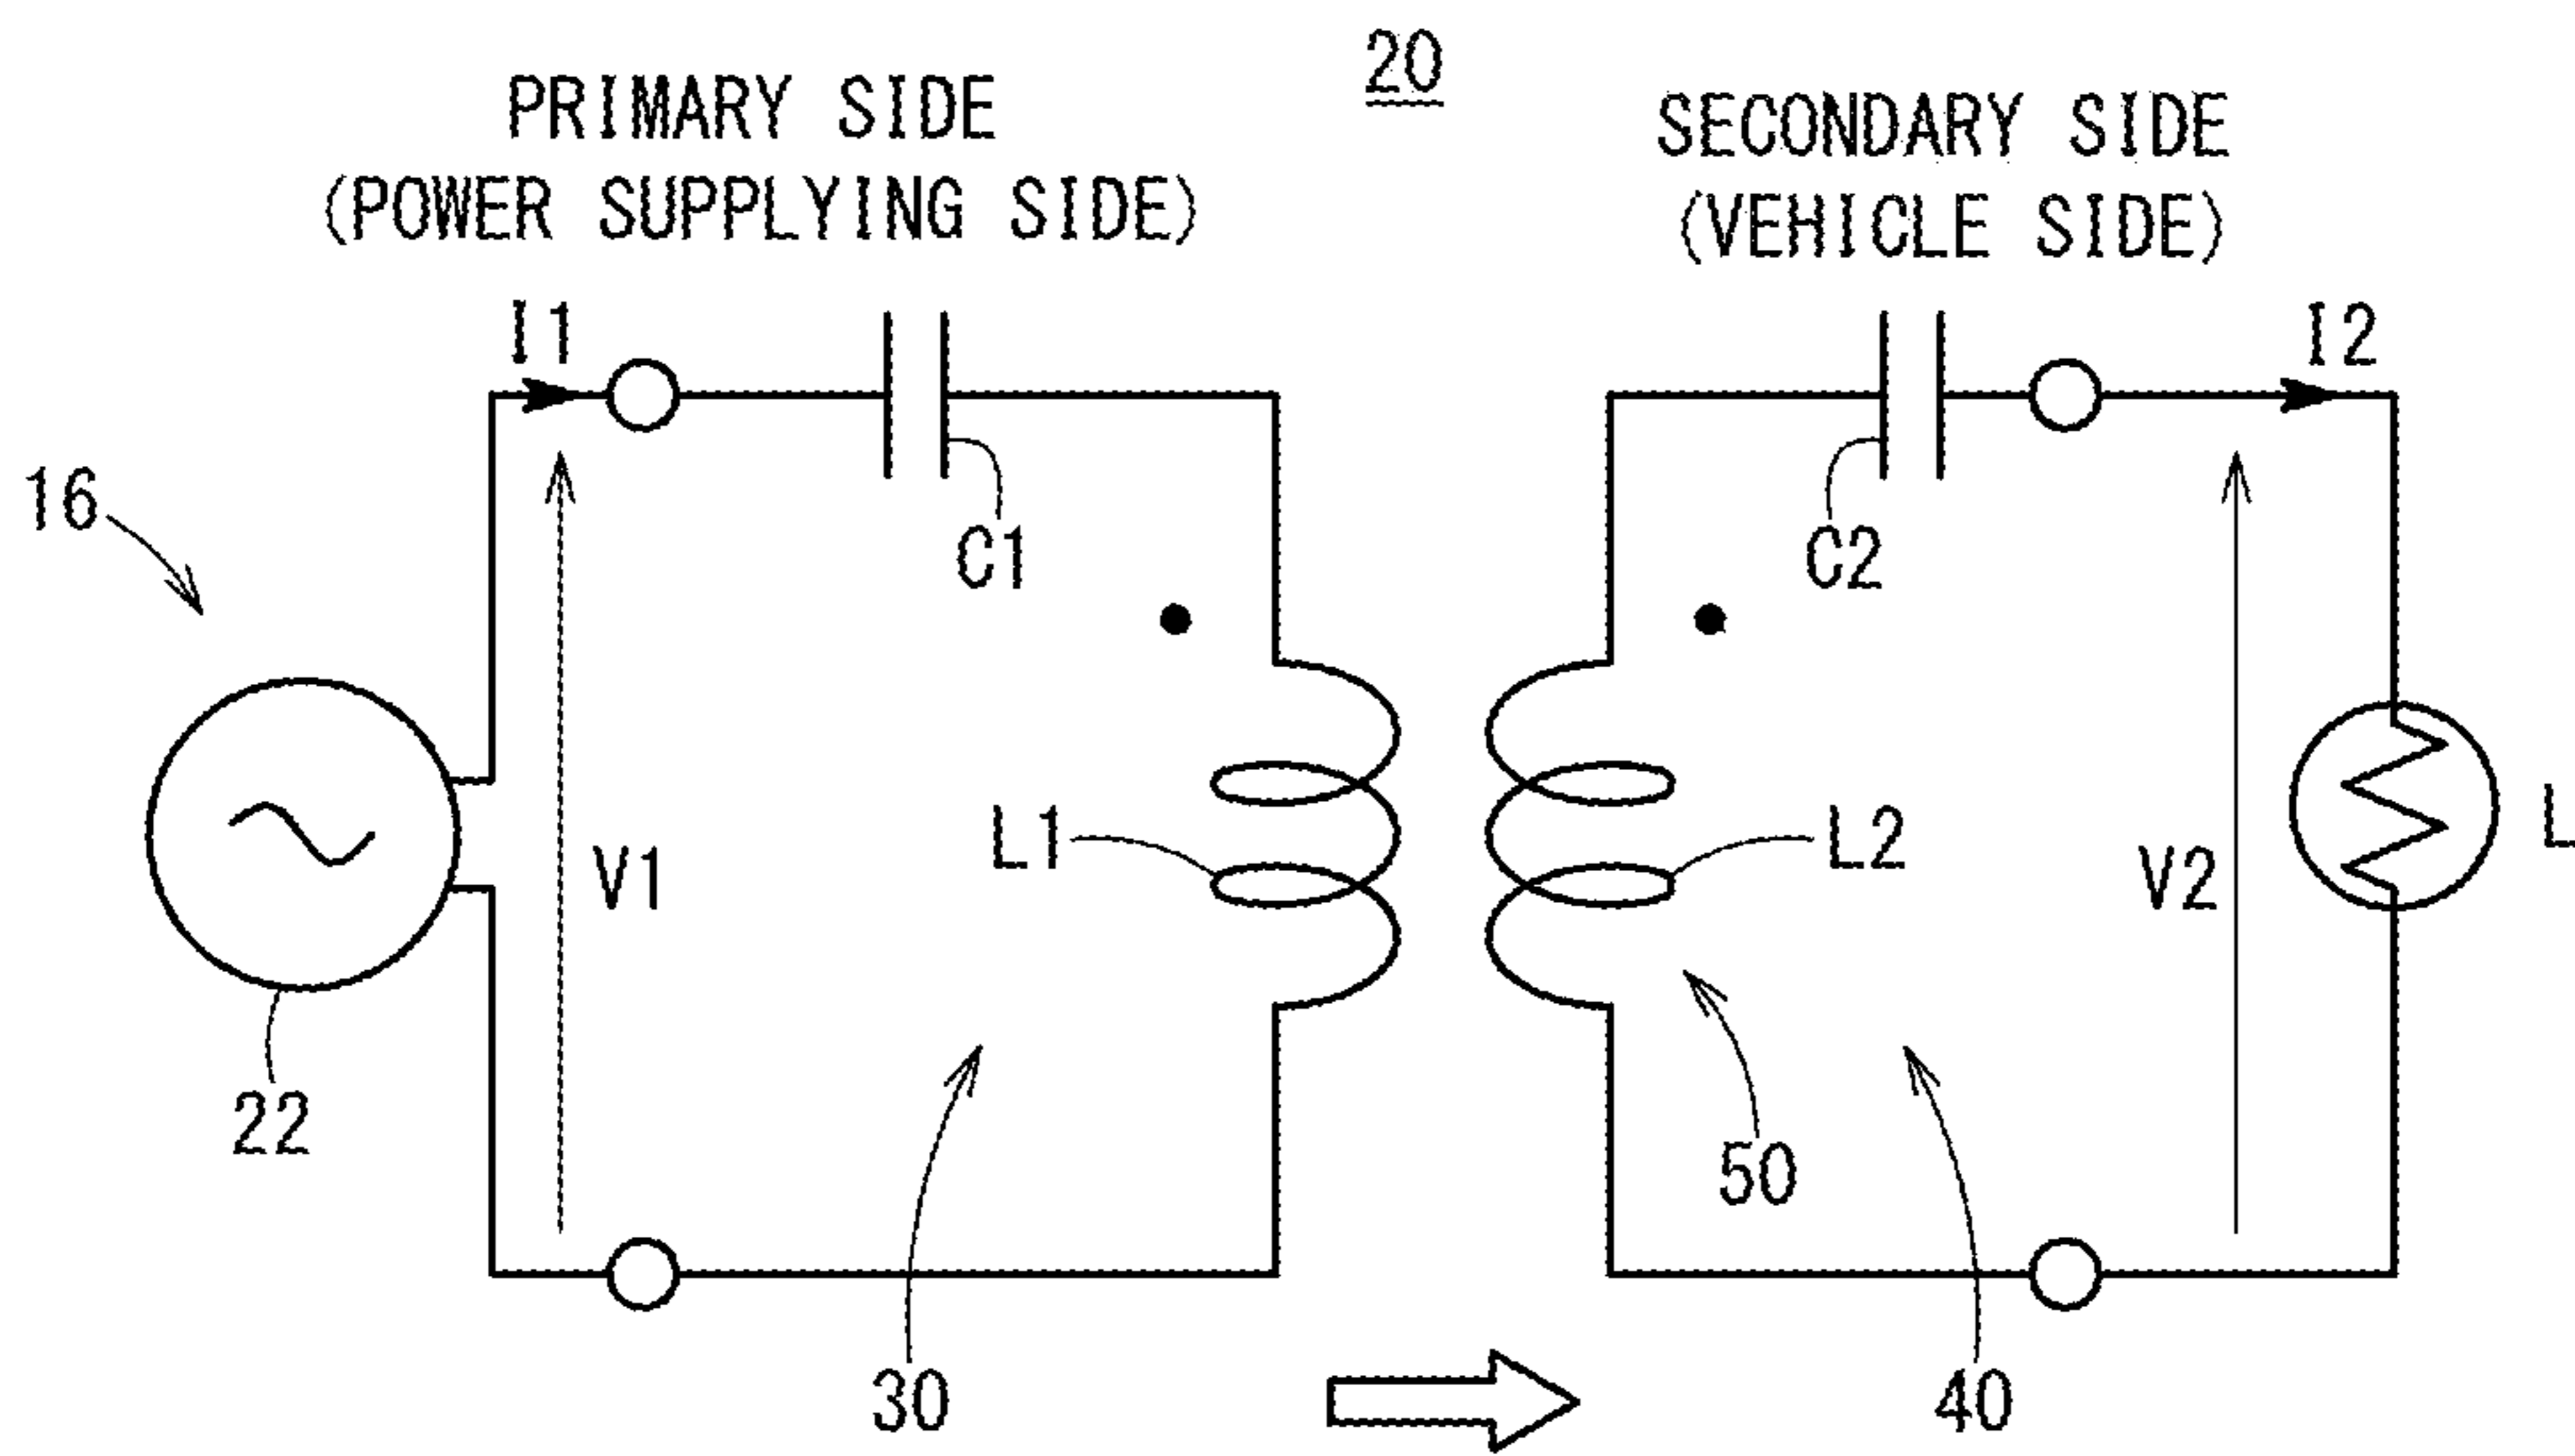 20
PRIMARY SIDE
(POWER SUPPLYING SIDE)
SECONDARY SIDE
(VEHICLE SIDE)
I1
I2
16
C1
C2
V1
L1
L2
V2
L
22
50
30
40